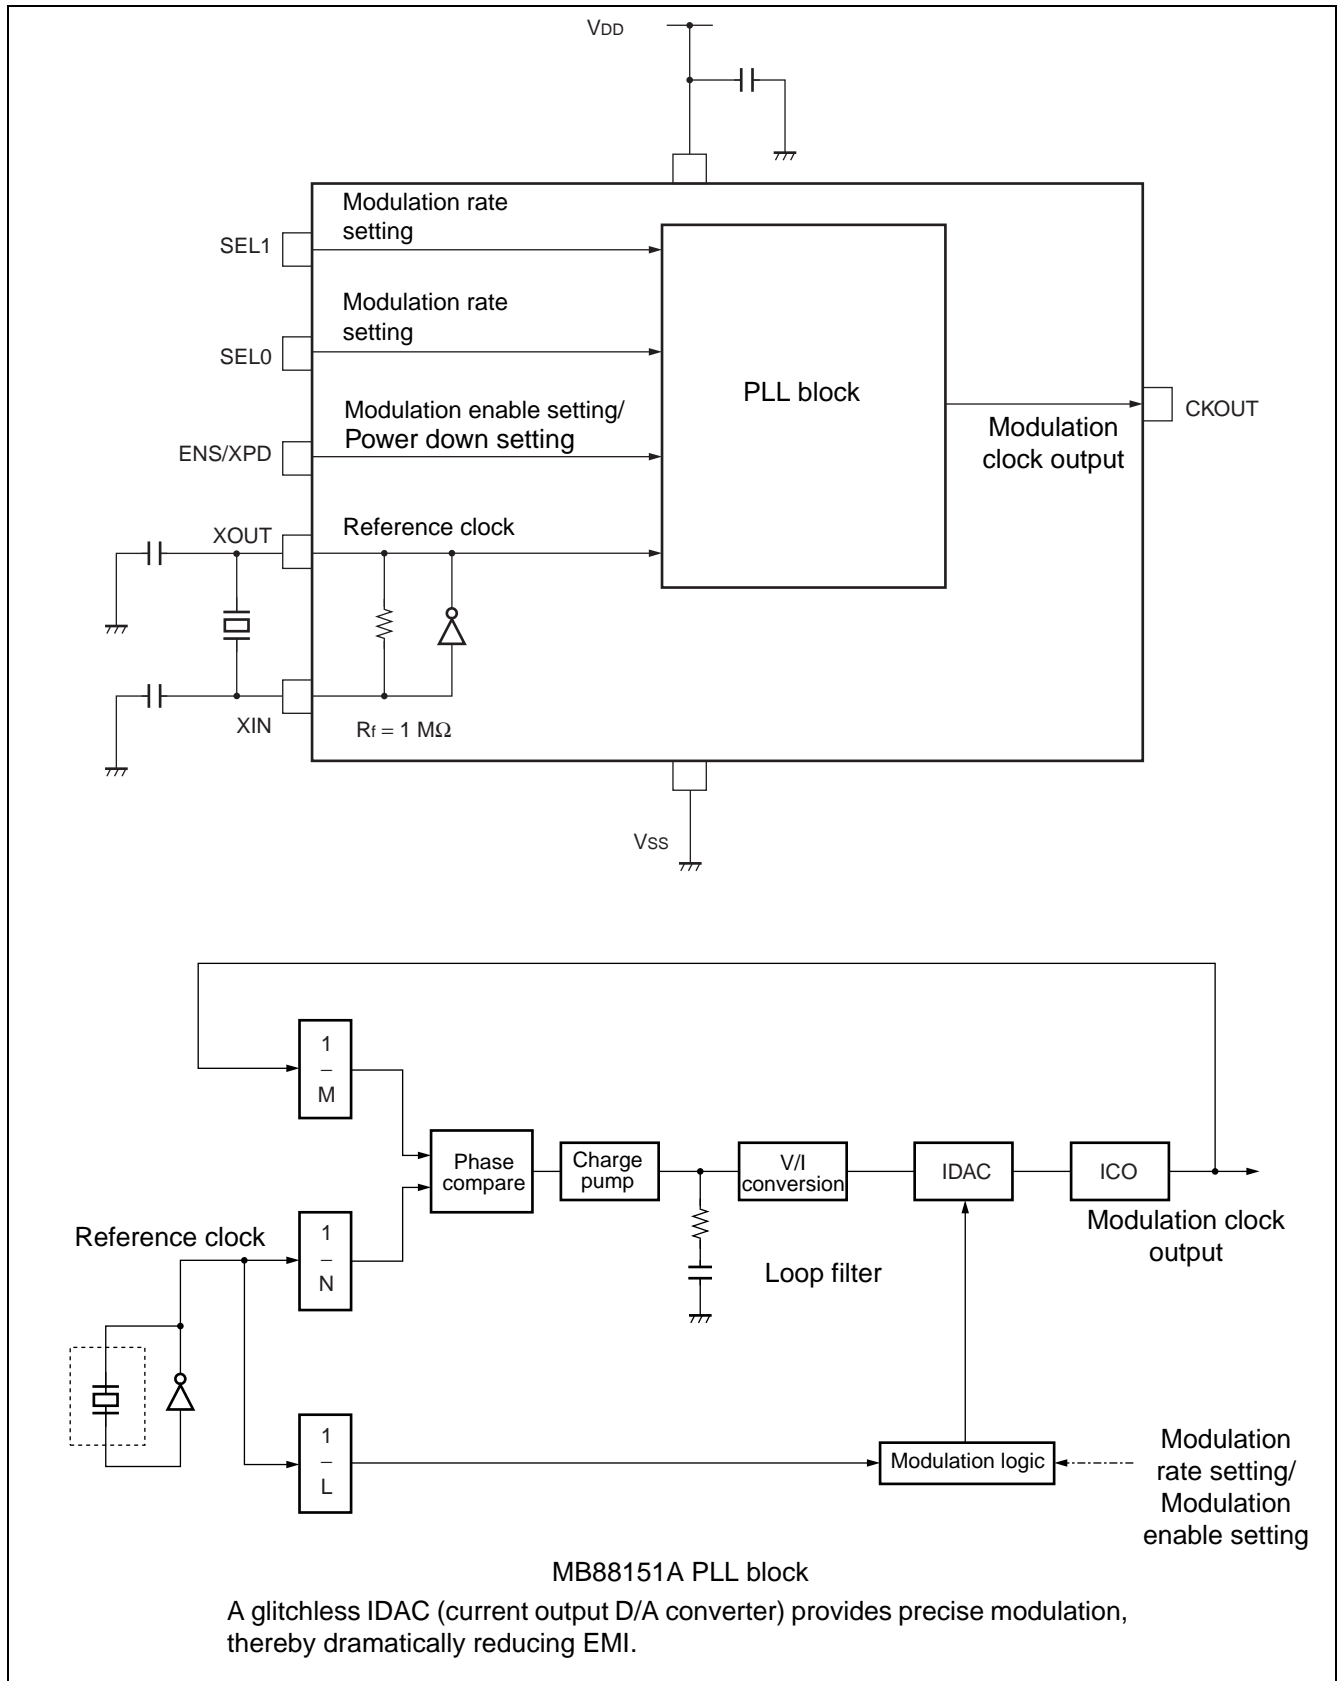 VDD
Modulation rate
setting
SEL1
Modulation rate
setting
SEL0
PLL block
Modulation enable setting/
Power down setting
ENS/XPD
CKOUT
Modulation
clock output
XOUT
Reference clock
XIN
Rf = 1 MΩ
VSS
1
–
M
Phase
compare
Charge
pump
V/I
conversion
IDAC
ICO
Modulation clock
output
Reference clock
1
–
N
Loop filter
1
–
L
Modulation logic
Modulation
rate setting/
Modulation
enable setting
MB88151A PLL block
A glitchless IDAC (current output D/A converter) provides precise modulation,
thereby dramatically reducing EMI.